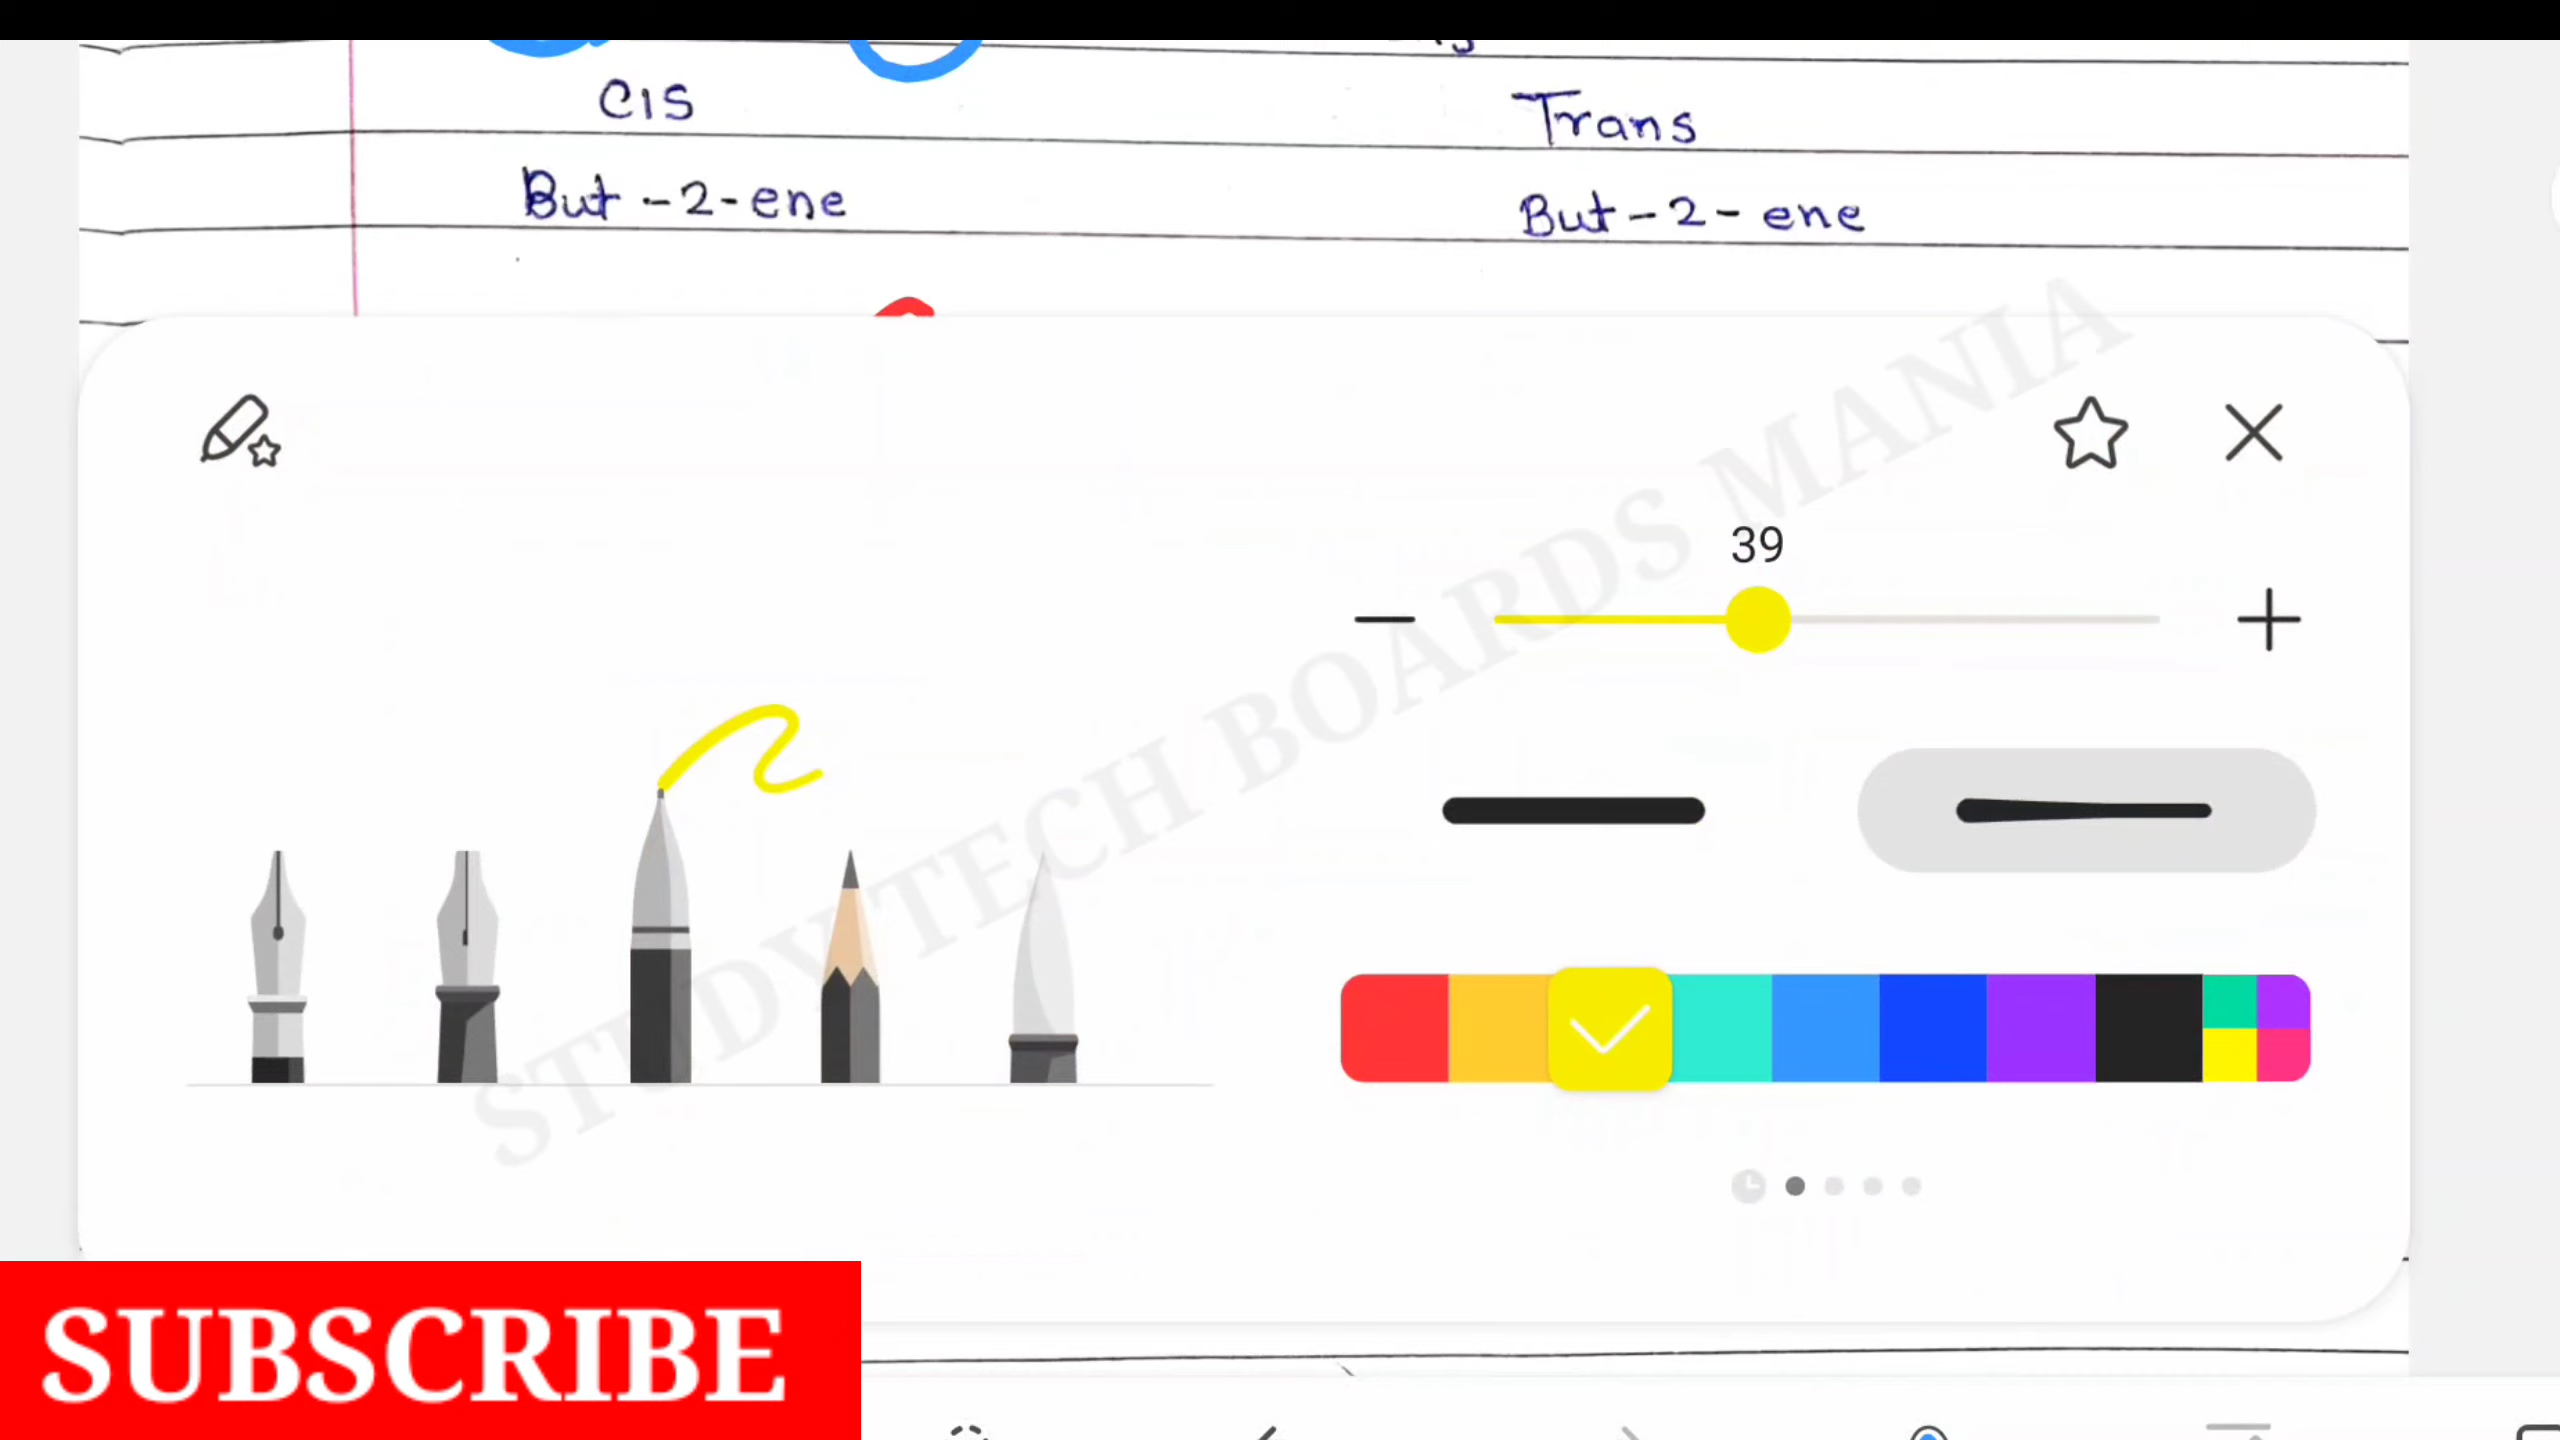 CIS
Trans
But-2-ene
But-2-ene
39
STUDYTECH BOARDS MANIA
SUBSCRIBE